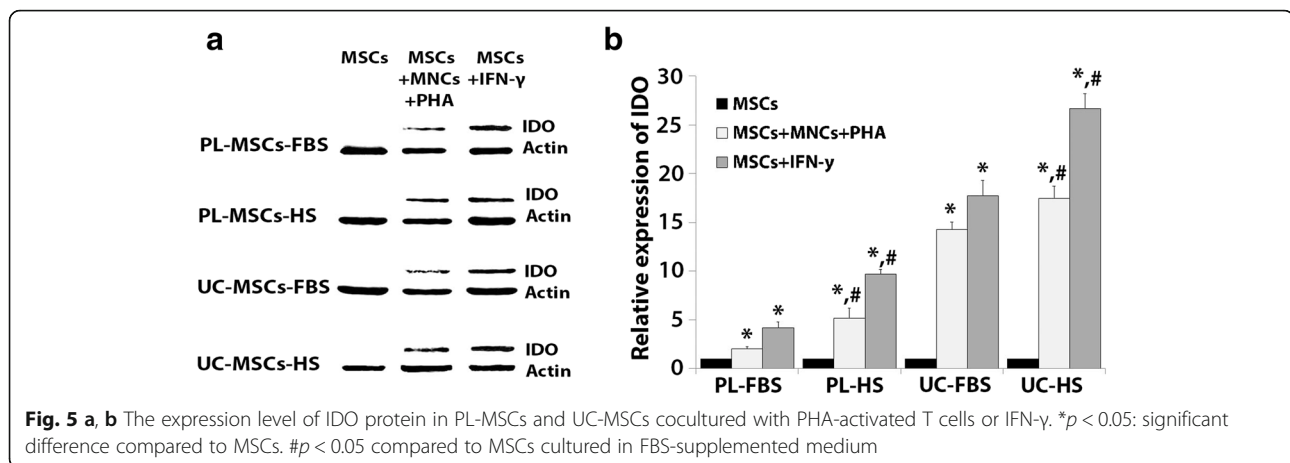 a
MSCs MSCs MSCs
+MNCs +IFN-γ
+PHA
PL-MSCs-FBS
IDO
Actin
PL-MSCs-HS
IDO
Actin
UC-MSCs-FBS
IDO
Actin
UC-MSCs-HS
IDO
Actin
b
Relative expression of IDO
30
25
20
15
10
5
0
MSCs
MSCs+MNCs+PHA
MSCs+IFN-y
* *
*,# *,#
* *
*,# *,#
PL-FBS PL-HS UC-FBS UC-HS
Fig. 5 a, b The expression level of IDO protein in PL-MSCs and UC-MSCs cocultured with PHA-activated T cells or IFN-γ. *p < 0.05: significant
difference compared to MSCs. #p < 0.05 compared to MSCs cultured in FBS-supplemented medium